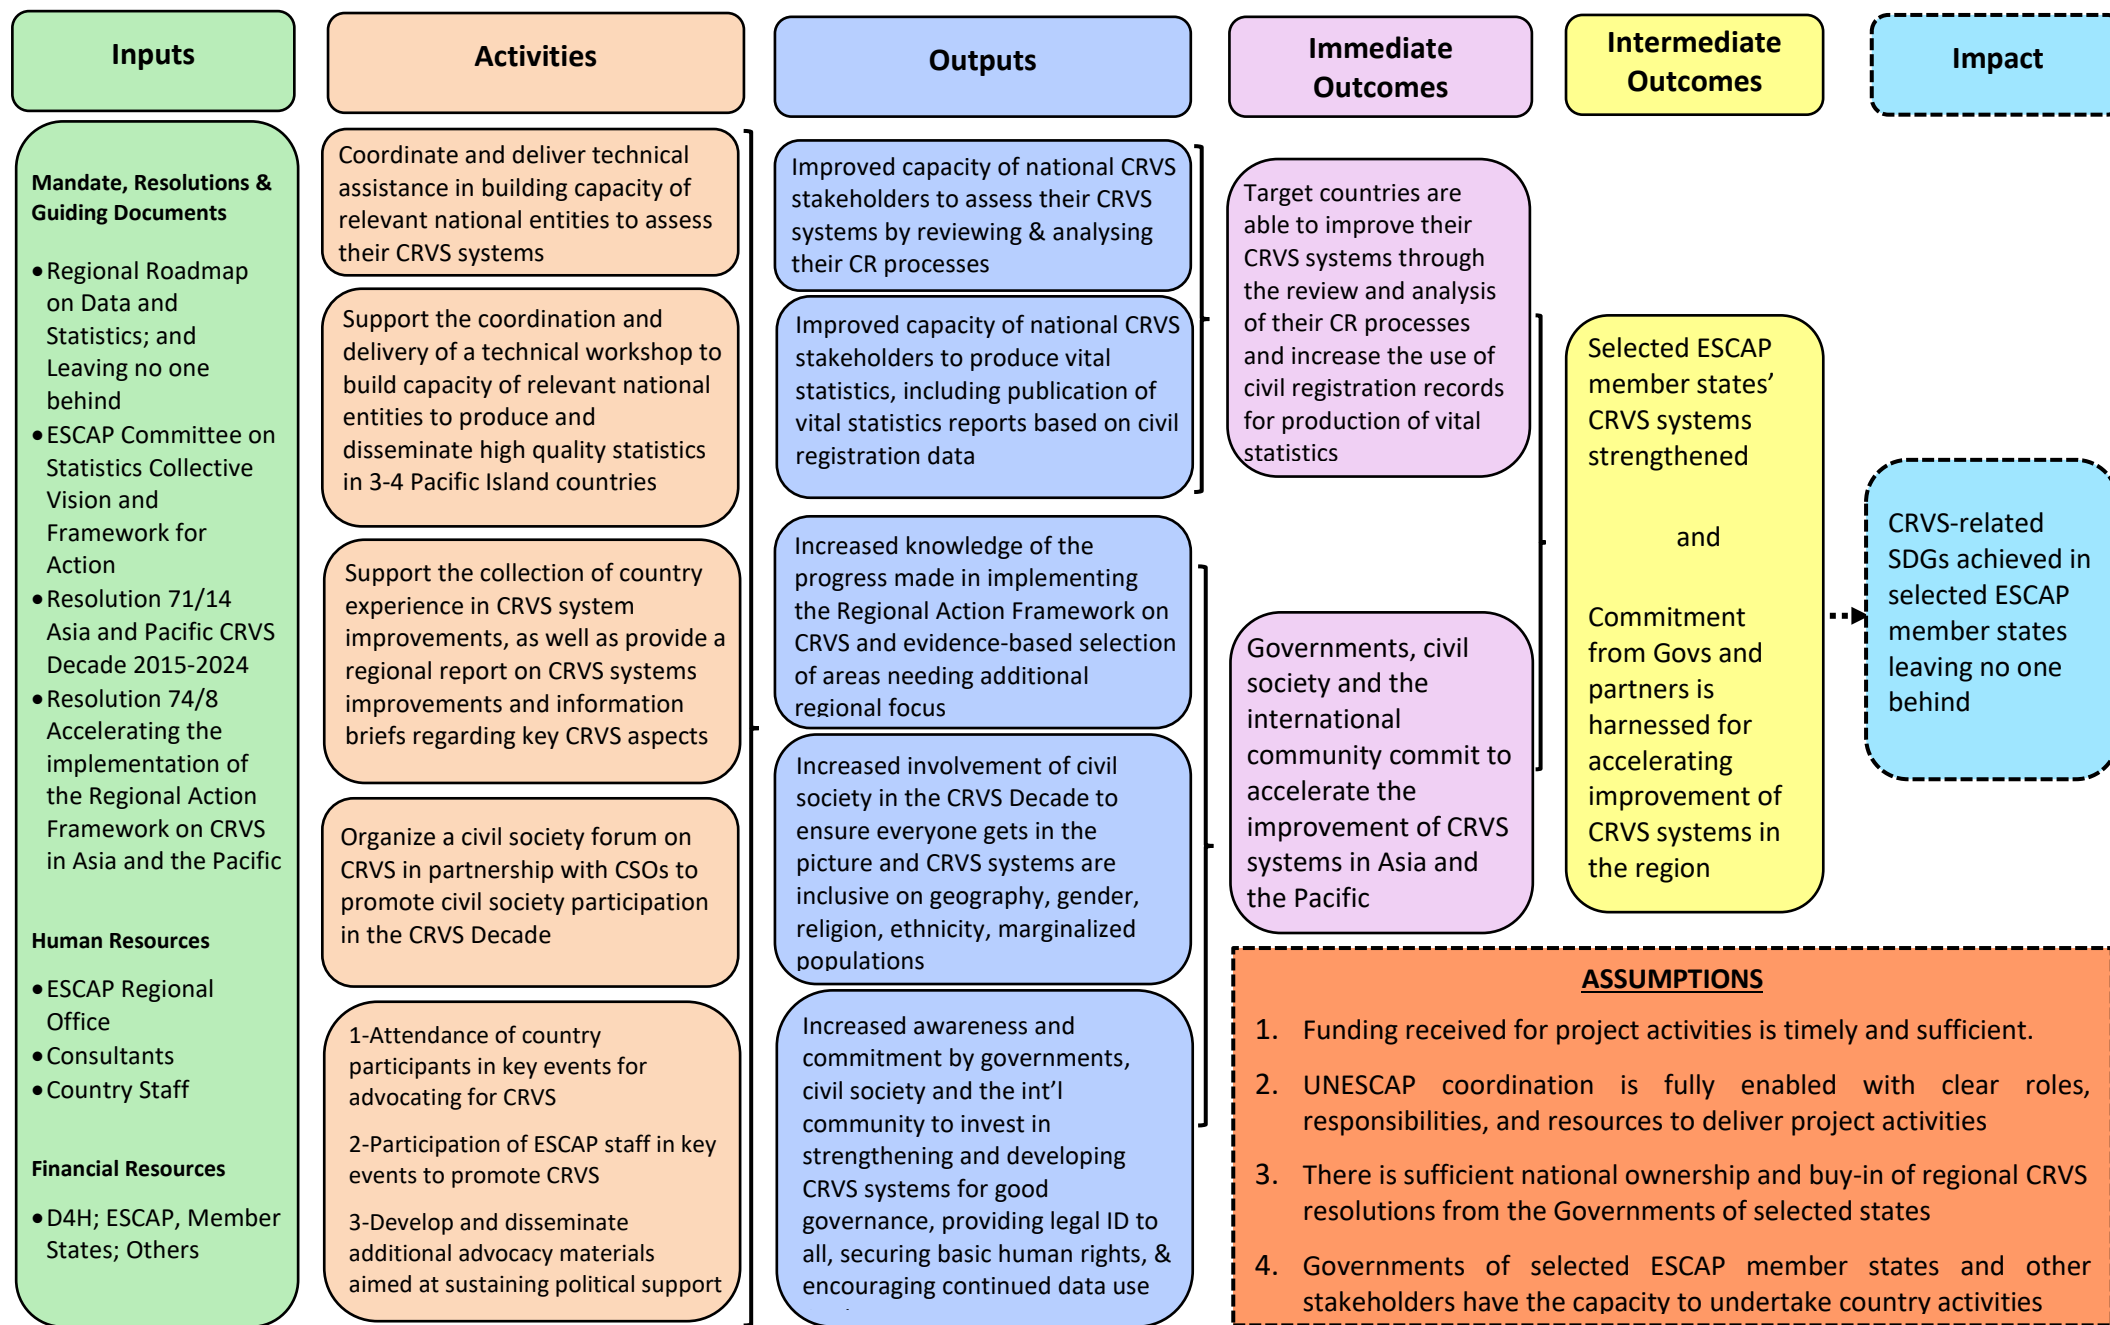 Inputs
Activities
Outputs
Immediate
Outcomes
Intermediate
Outcomes
Impact
Mandate, Resolutions &
Guiding Documents
•Regional Roadmap
on Data and
Statistics; and
Leaving no one
behind
•ESCAP Committee on
Statistics Collective
Vision and
Framework for
Action
•Resolution 71/14
Asia and Pacific CRVS
Decade 2015-2024
•Resolution 74/8
Accelerating the
implementation of
the Regional Action
Framework on CRVS
in Asia and the Pacific
Human Resources
•ESCAP Regional
Office
•Consultants
•Country Staff
Financial Resources
•D4H; ESCAP, Member
States; Others
Coordinate and deliver technical
assistance in building capacity of
relevant national entities to assess
their CRVS systems
Support the coordination and
delivery of a technical workshop to
build capacity of relevant national
entities to produce and
disseminate high quality statistics
in 3-4 Pacific Island countries
Support the collection of country
experience in CRVS system
improvements, as well as provide a
regional report on CRVS systems
improvements and information
briefs regarding key CRVS aspects
Organize a civil society forum on
CRVS in partnership with CSOs to
promote civil society participation
in the CRVS Decade
1-Attendance of country
participants in key events for
advocating for CRVS
2-Participation of ESCAP staff in key
events to promote CRVS
3-Develop and disseminate
additional advocacy materials
aimed at sustaining political support
Improved capacity of national CRVS
stakeholders to assess their CRVS
systems by reviewing & analysing
their CR processes
Improved capacity of national CRVS
stakeholders to produce vital
statistics, including publication of
vital statistics reports based on civil
registration data
Increased knowledge of the
progress made in implementing
the Regional Action Framework on
CRVS and evidence-based selection
of areas needing additional
regional focus
Increased involvement of civil
society in the CRVS Decade to
ensure everyone gets in the
picture and CRVS systems are
inclusive on geography, gender,
religion, ethnicity, marginalized
populations
Increased awareness and
commitment by governments,
civil society and the int'l
community to invest in
strengthening and developing
CRVS systems for good
governance, providing legal ID to
all, securing basic human rights, &
encouraging continued data use
Target countries are
able to improve their
CRVS systems through
the review and analysis
of their CR processes
and increase the use of
civil registration records
for production of vital
statistics
Governments, civil
society and the
international
community commit to
accelerate the
improvement of CRVS
systems in Asia and
the Pacific
Selected ESCAP
member states’
CRVS systems
strengthened
and
Commitment
from Govs and
partners is
harnessed for
accelerating
improvement of
CRVS systems in
the region
CRVS-related
SDGs achieved in
selected ESCAP
member states
leaving no one
behind
ASSUMPTIONS
1. Funding received for project activities is timely and sufficient.
2. UNESCAP coordination is fully enabled with clear roles,
responsibilities, and resources to deliver project activities
3. There is sufficient national ownership and buy-in of regional CRVS
resolutions from the Governments of selected states
4. Governments of selected ESCAP member states and other
stakeholders have the capacity to undertake country activities